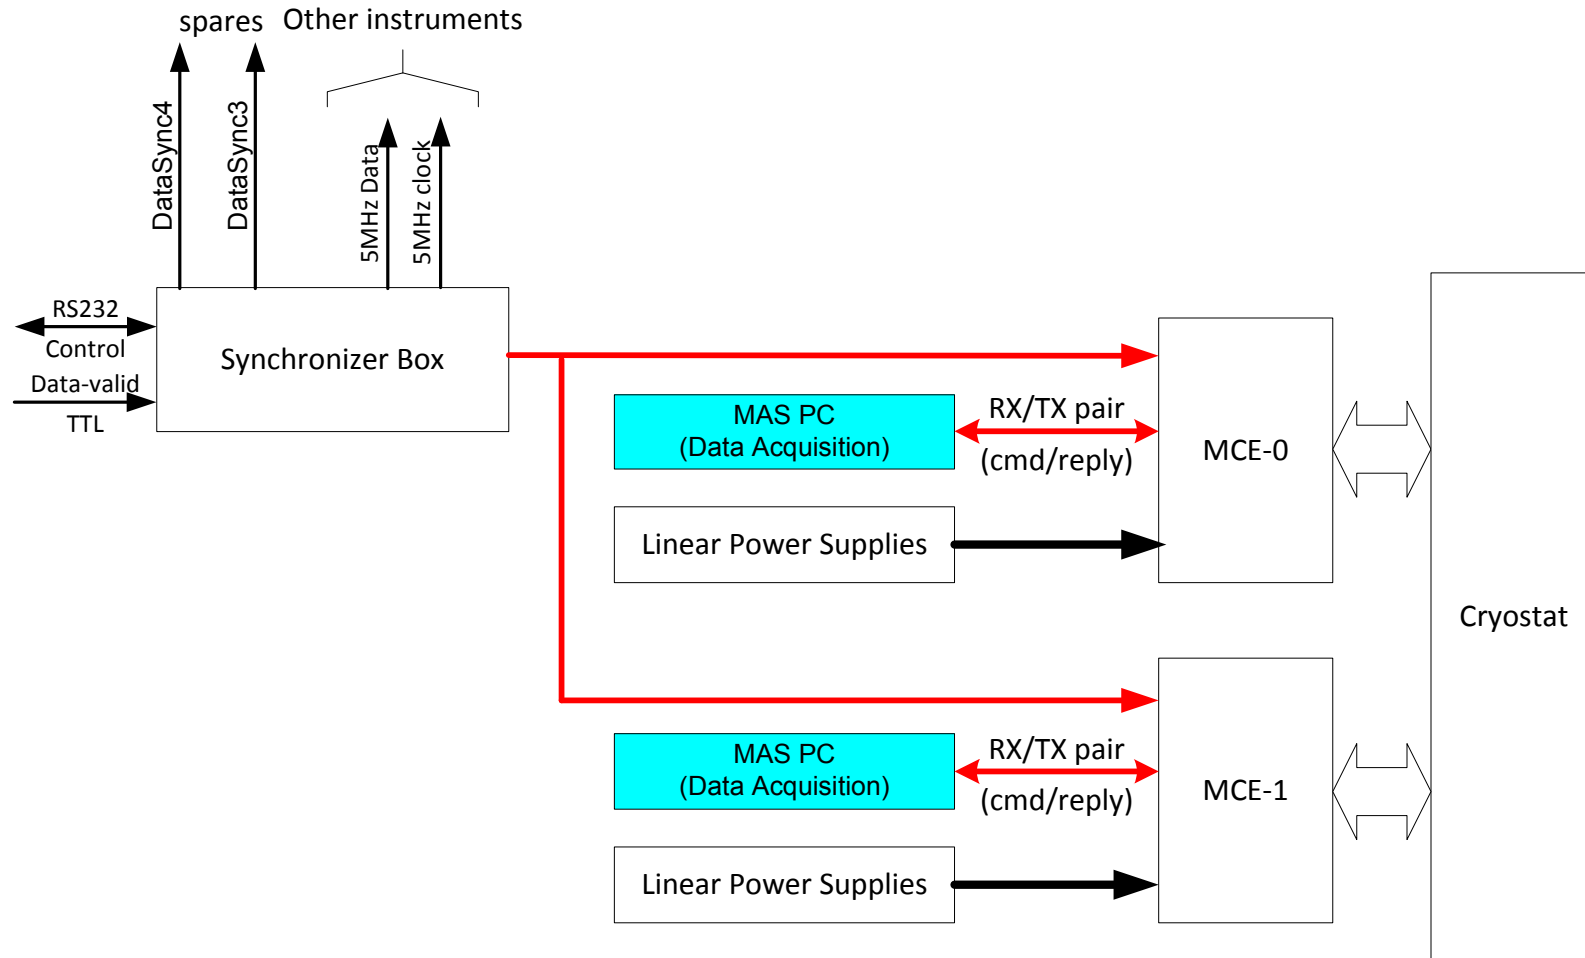 spares
Other instruments
DataSync4
DataSync3
5MHz Data
5MHz clock
RS232
Control
Data-valid
TTL
Synchronizer Box
MAS PC
(Data Acquisition)
RX/TX pair
(cmd/reply)
MCE-0
Linear Power Supplies
Cryostat
MAS PC
(Data Acquisition)
RX/TX pair
(cmd/reply)
MCE-1
Linear Power Supplies